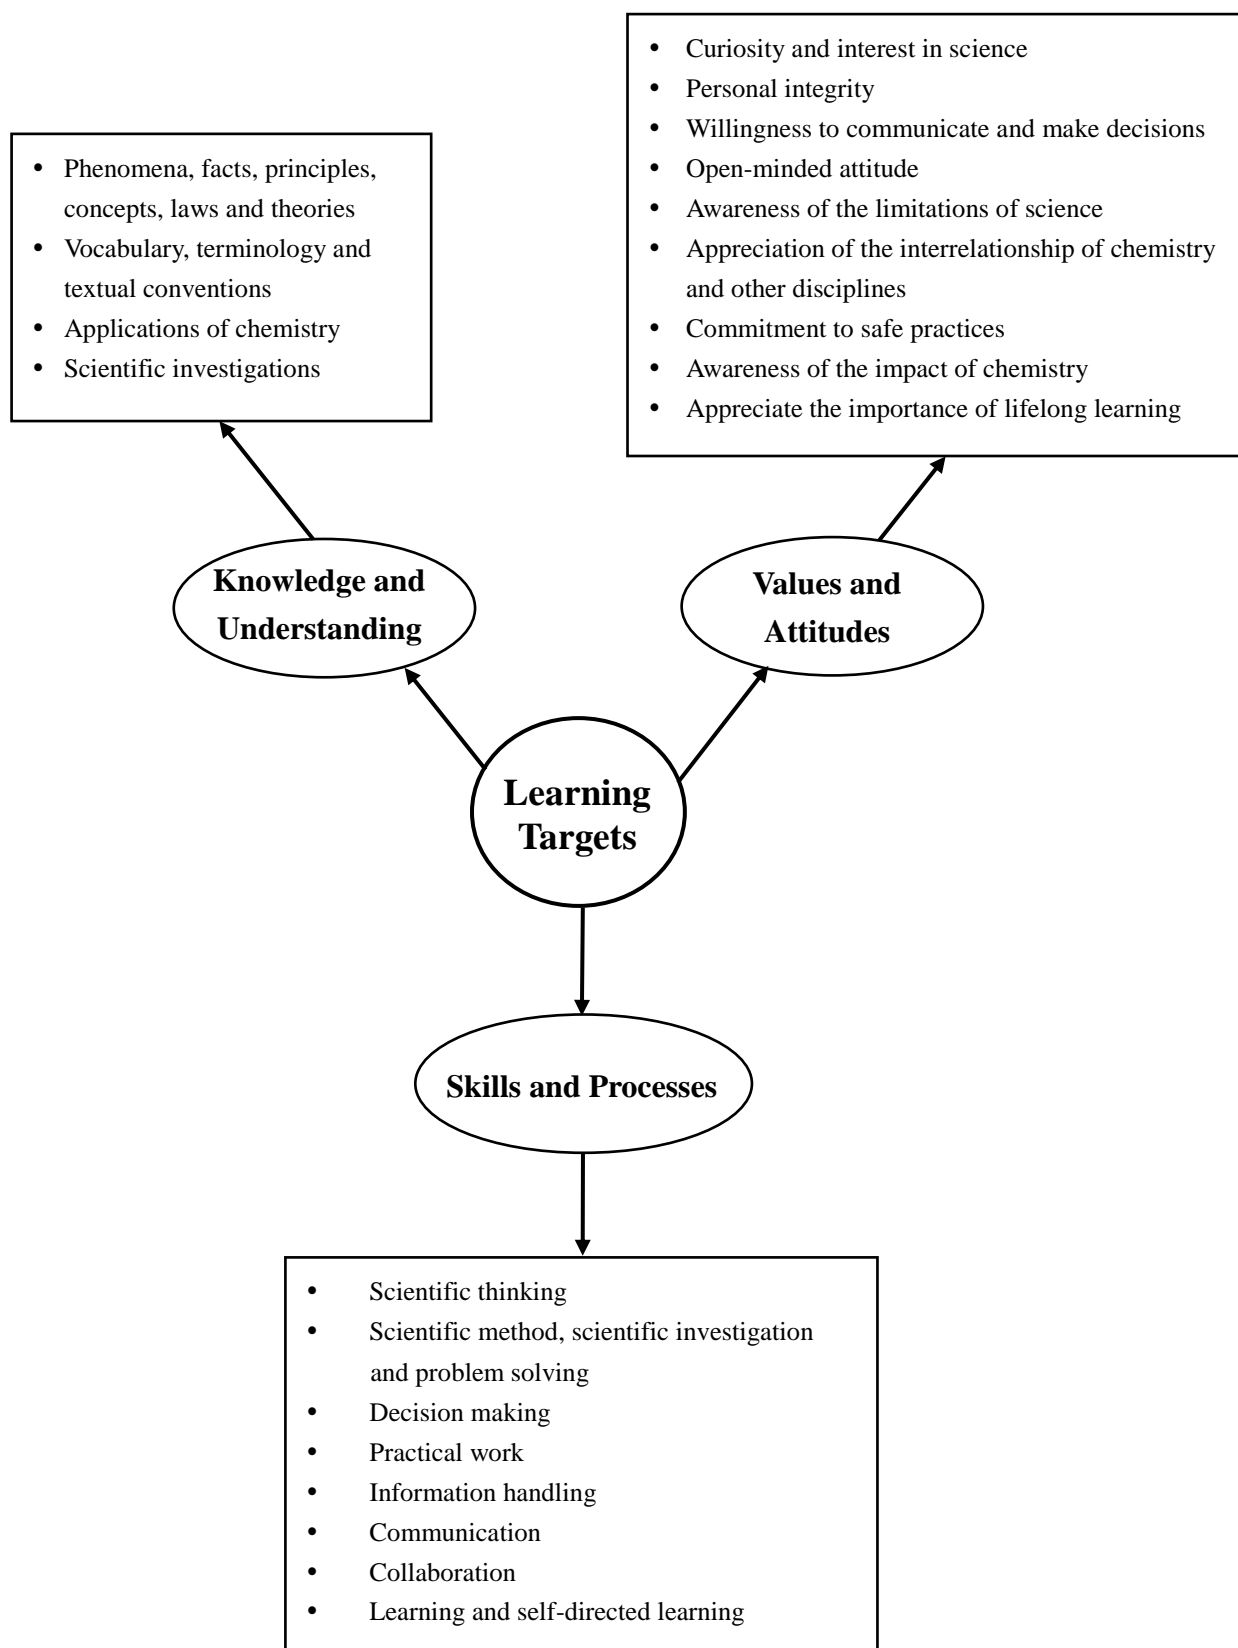 • Curiosity and interest in science
• Personal integrity
• Willingness to communicate and make decisions
• Open-minded attitude
• Awareness of the limitations of science
• Appreciation of the interrelationship of chemistry
and other disciplines
• Commitment to safe practices
• Awareness of the impact of chemistry
• Appreciate the importance of lifelong learning
• Phenomena, facts, principles,
concepts, laws and theories
• Vocabulary, terminology and
textual conventions
• Applications of chemistry
• Scientific investigations
Knowledge and
Understanding
Values and
Attitudes
Learning
Targets
Skills and Processes
• Scientific thinking
• Scientific method, scientific investigation
and problem solving
• Decision making
• Practical work
• Information handling
• Communication
• Collaboration
• Learning and self-directed learning